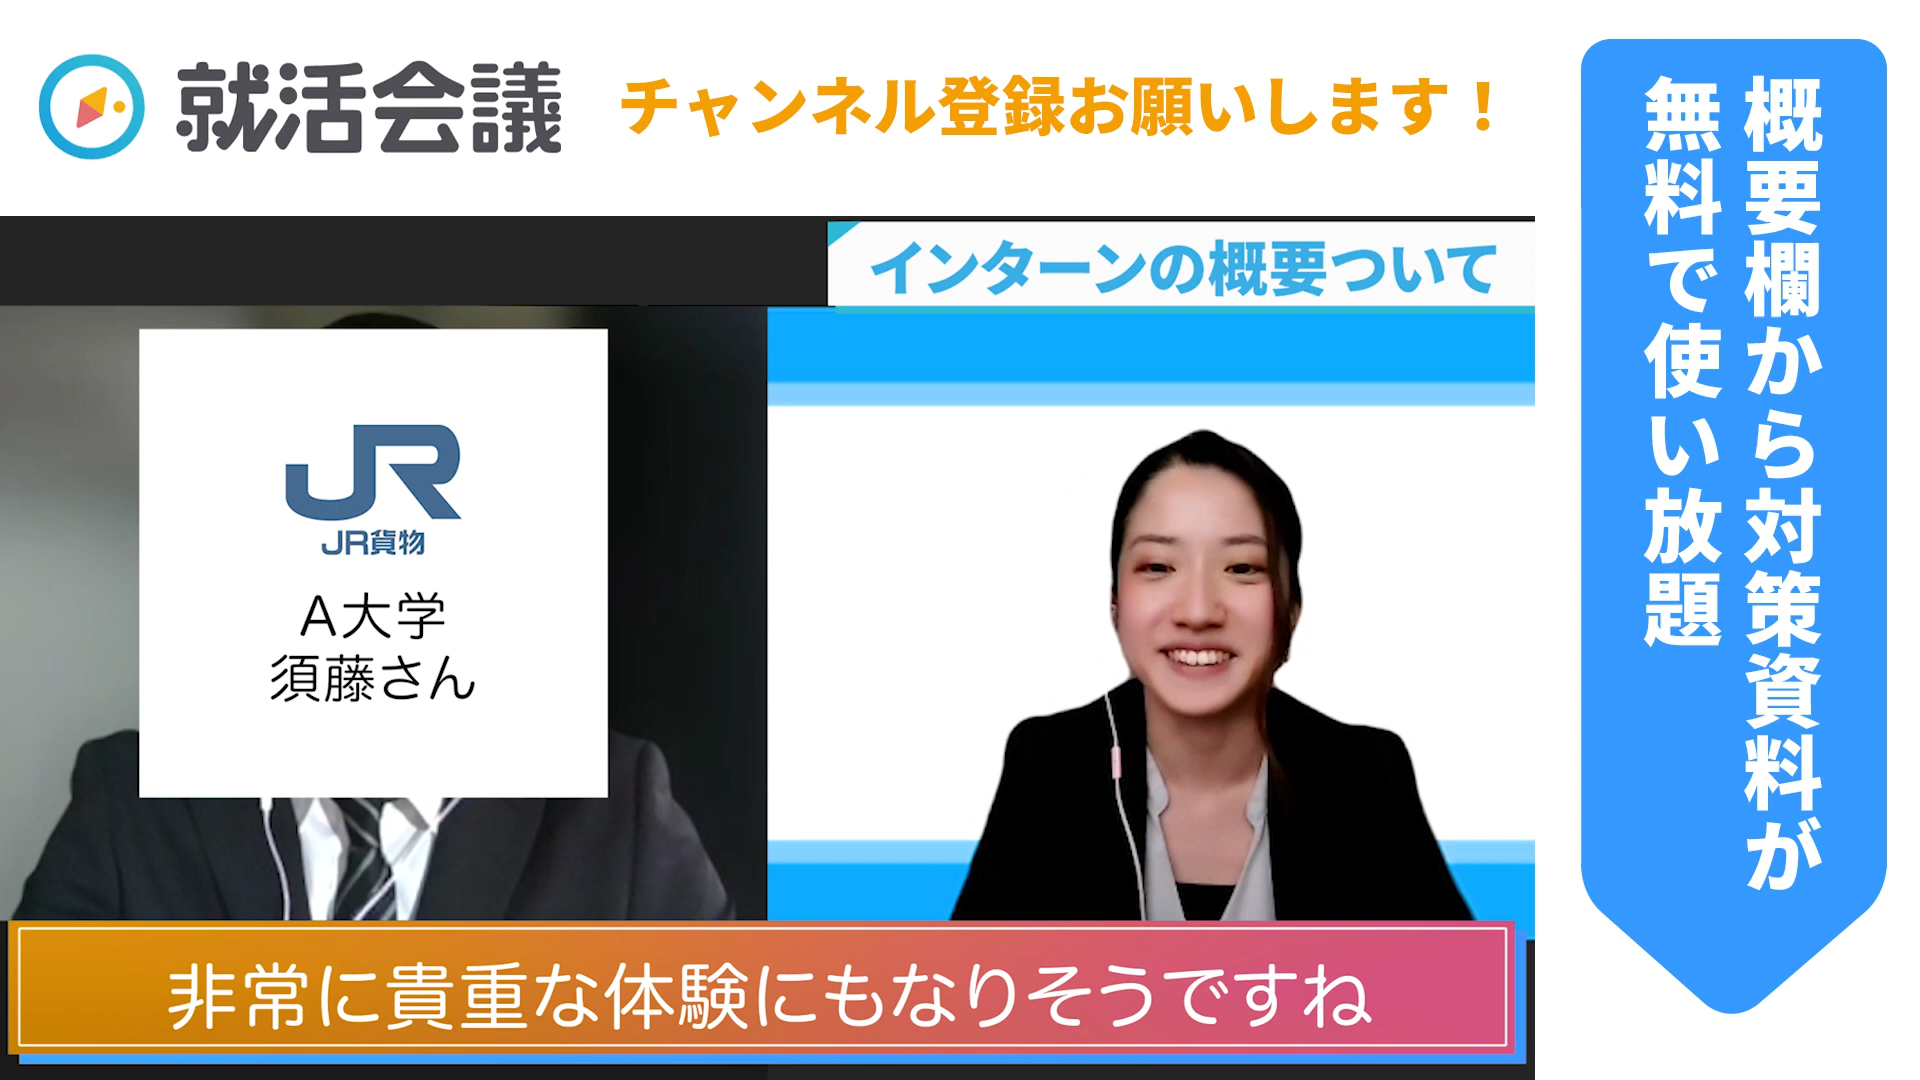 就活会議
チャンネル登録お願いします！
概要欄から対策資料が
無料で使い放題
インターンの概要ついて
JR
JR貨物
A大学
須藤さん
非常に貴重な体験にもなりそうですね